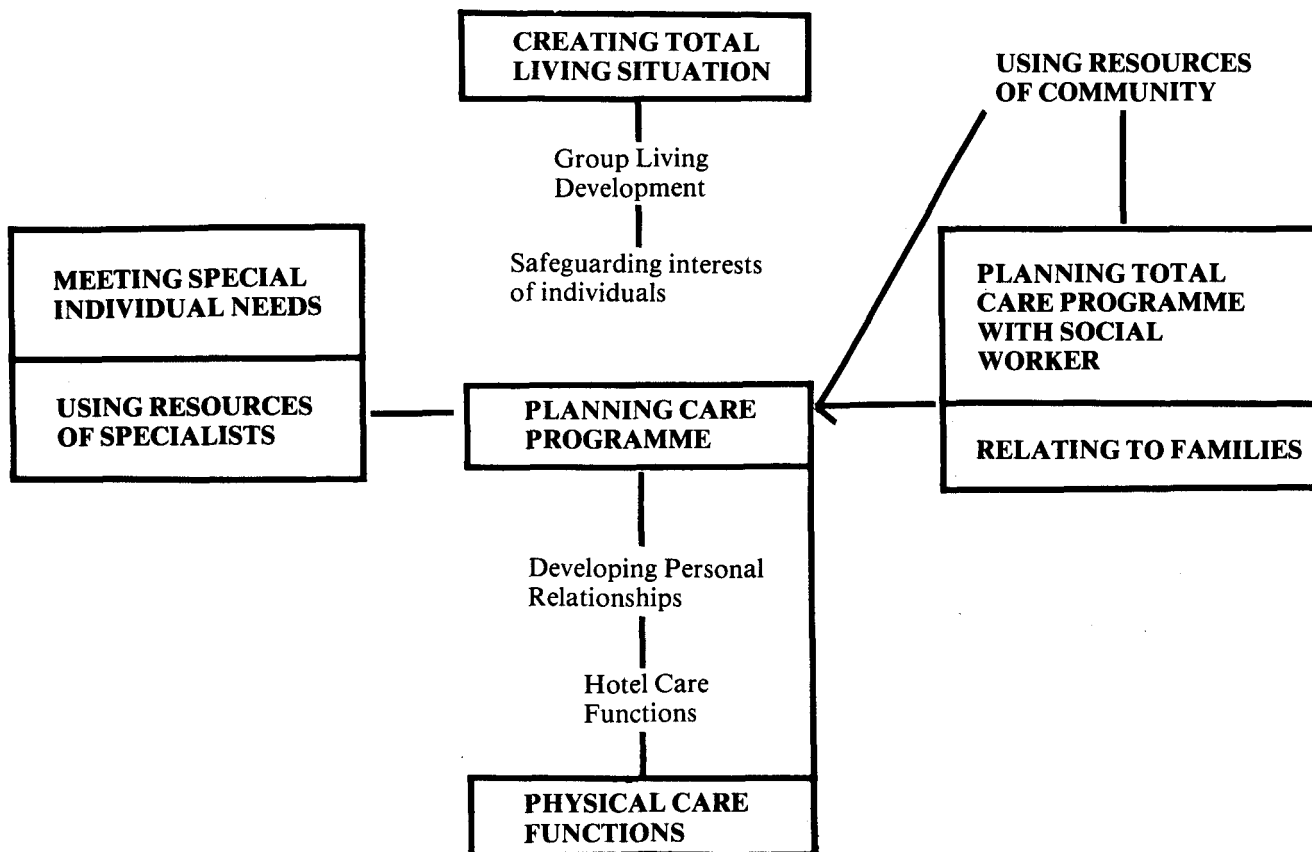 CREATING TOTAL
LIVING SITUATION
USING RESOURCES
OF COMMUNITY
Group Living
Development
Safeguarding interests
of individuals
MEETING SPECIAL
INDIVIDUAL NEEDS
USING RESOURCES
OF SPECIALISTS
PLANNING TOTAL
CARE PROGRAMME
WITH SOCIAL
WORKER
RELATING TO FAMILIES
PLANNING CARE
PROGRAMME
Developing Personal
Relationships
Hotel Care
Functions
PHYSICAL CARE
FUNCTIONS